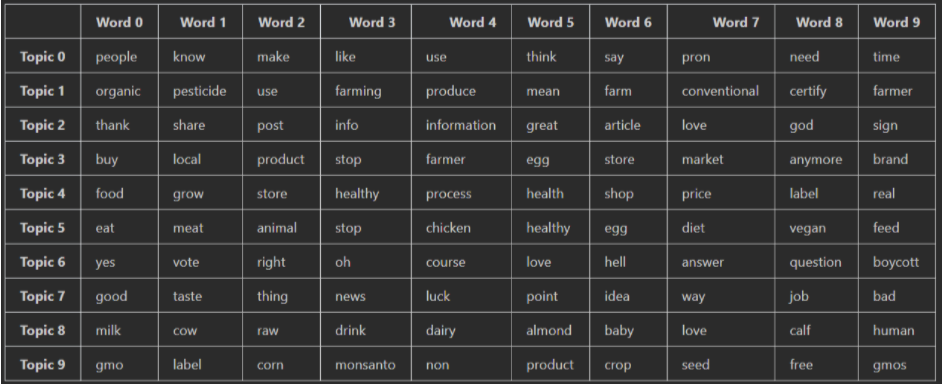 Word 0 Word 1 Word 2 Word 3 Word 4 Word 5 Word 6 Word 7 Word 8 Word 9
Topic 0 people know make like use think say pron need time
Topic 1 organic pesticide use farming produce mean farm conventional certify farmer
Topic 2 thank share post info information great article love god sign
Topic 3 buy local product stop farmer egg store market anymore brand
Topic 4 food grow store healthy process health shop price label real
Topic 5 eat meat animal stop chicken healthy egg diet vegan feed
Topic 6 yes vote right oh course love hell answer question boycott
Topic 7 good taste thing news luck point idea way job bad
Topic 8 milk cow raw drink dairy almond baby love calf human
Topic 9 gmo label corn monsanto non product crop seed free gmos